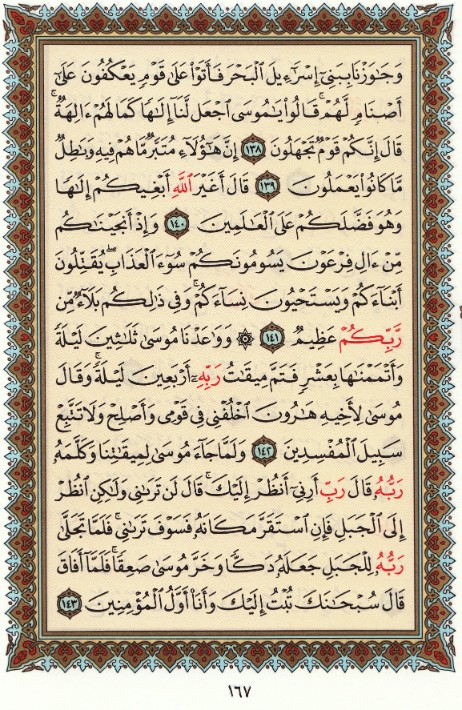 وَجَٰوَزْنَا بِبَنِىٓ إِسْرَٰٓءِيلَ ٱلْبَحْرَ فَأَتَوْا۟ عَلَىٰ قَوْمٍ يَعْكُفُونَ عَلَىٰٓ
أَصْنَامٍ لَّهُمْ ۚ قَالُوا۟ يَٰمُوسَى ٱجْعَل لَّنَآ إِلَٰهًا كَمَا لَهُمْ ءَالِهَةٌ ۚ
قَالَ إِنَّكُمْ قَوْمٌ تَجْهَلُونَ ١٣٨ إِنَّ هَٰٓؤُلَآءِ مُتَبَّرٌ مَّا هُمْ فِيهِ وَبَٰطِلٌ
مَّا كَانُوا۟ يَعْمَلُونَ ١٣٩ قَالَ أَغَيْرَ ٱللَّهِ أَبْغِيكُمْ إِلَٰهًا
وَهُوَ فَضَّلَكُمْ عَلَى ٱلْعَٰلَمِينَ ١٤٠ وَإِذْ أَنجَيْنَٰكُم
مِّنْ ءَالِ فِرْعَوْنَ يَسُومُونَكُمْ سُوٓءَ ٱلْعَذَابِ ۖ يُقَتِّلُونَ
أَبْنَآءَكُمْ وَيَسْتَحْيُونَ نِسَآءَكُمْ ۚ وَفِى ذَٰلِكُم بَلَآءٌ مِّن
رَّبِّكُمْ عَظِيمٌ ١٤١ ۞ وَوَٰعَدْنَا مُوسَىٰ ثَلَٰثِينَ لَيْلَةً
وَأَتْمَمْنَٰهَا بِعَشْرٍ فَتَمَّ مِيقَٰتُ رَبِّهِۦٓ أَرْبَعِينَ لَيْلَةً ۚ وَقَالَ
مُوسَىٰ لِأَخِيهِ هَٰرُونَ ٱخْلُفْنِى فِى قَوْمِى وَأَصْلِحْ وَلَا تَتَّبِعْ
سَبِيلَ ٱلْمُفْسِدِينَ ١٤٢ وَلَمَّا جَآءَ مُوسَىٰ لِمِيقَٰتِنَا وَكَلَّمَهُۥ
رَبُّهُۥ قَالَ رَبِّ أَرِنِىٓ أَنظُرْ إِلَيْكَ ۚ قَالَ لَن تَرَىٰنِى وَلَٰكِنِ ٱنظُرْ
إِلَى ٱلْجَبَلِ فَإِنِ ٱسْتَقَرَّ مَكَانَهُۥ فَسَوْفَ تَرَىٰنِى ۚ فَلَمَّا تَجَلَّىٰ
رَبُّهُۥ لِلْجَبَلِ جَعَلَهُۥ دَكًّا وَخَرَّ مُوسَىٰ صَعِقًا ۚ فَلَمَّآ أَفَاقَ
قَالَ سُبْحَٰنَكَ تُبْتُ إِلَيْكَ وَأَنَا۠ أَوَّلُ ٱلْمُؤْمِنِينَ ١٤٣
١٦٧